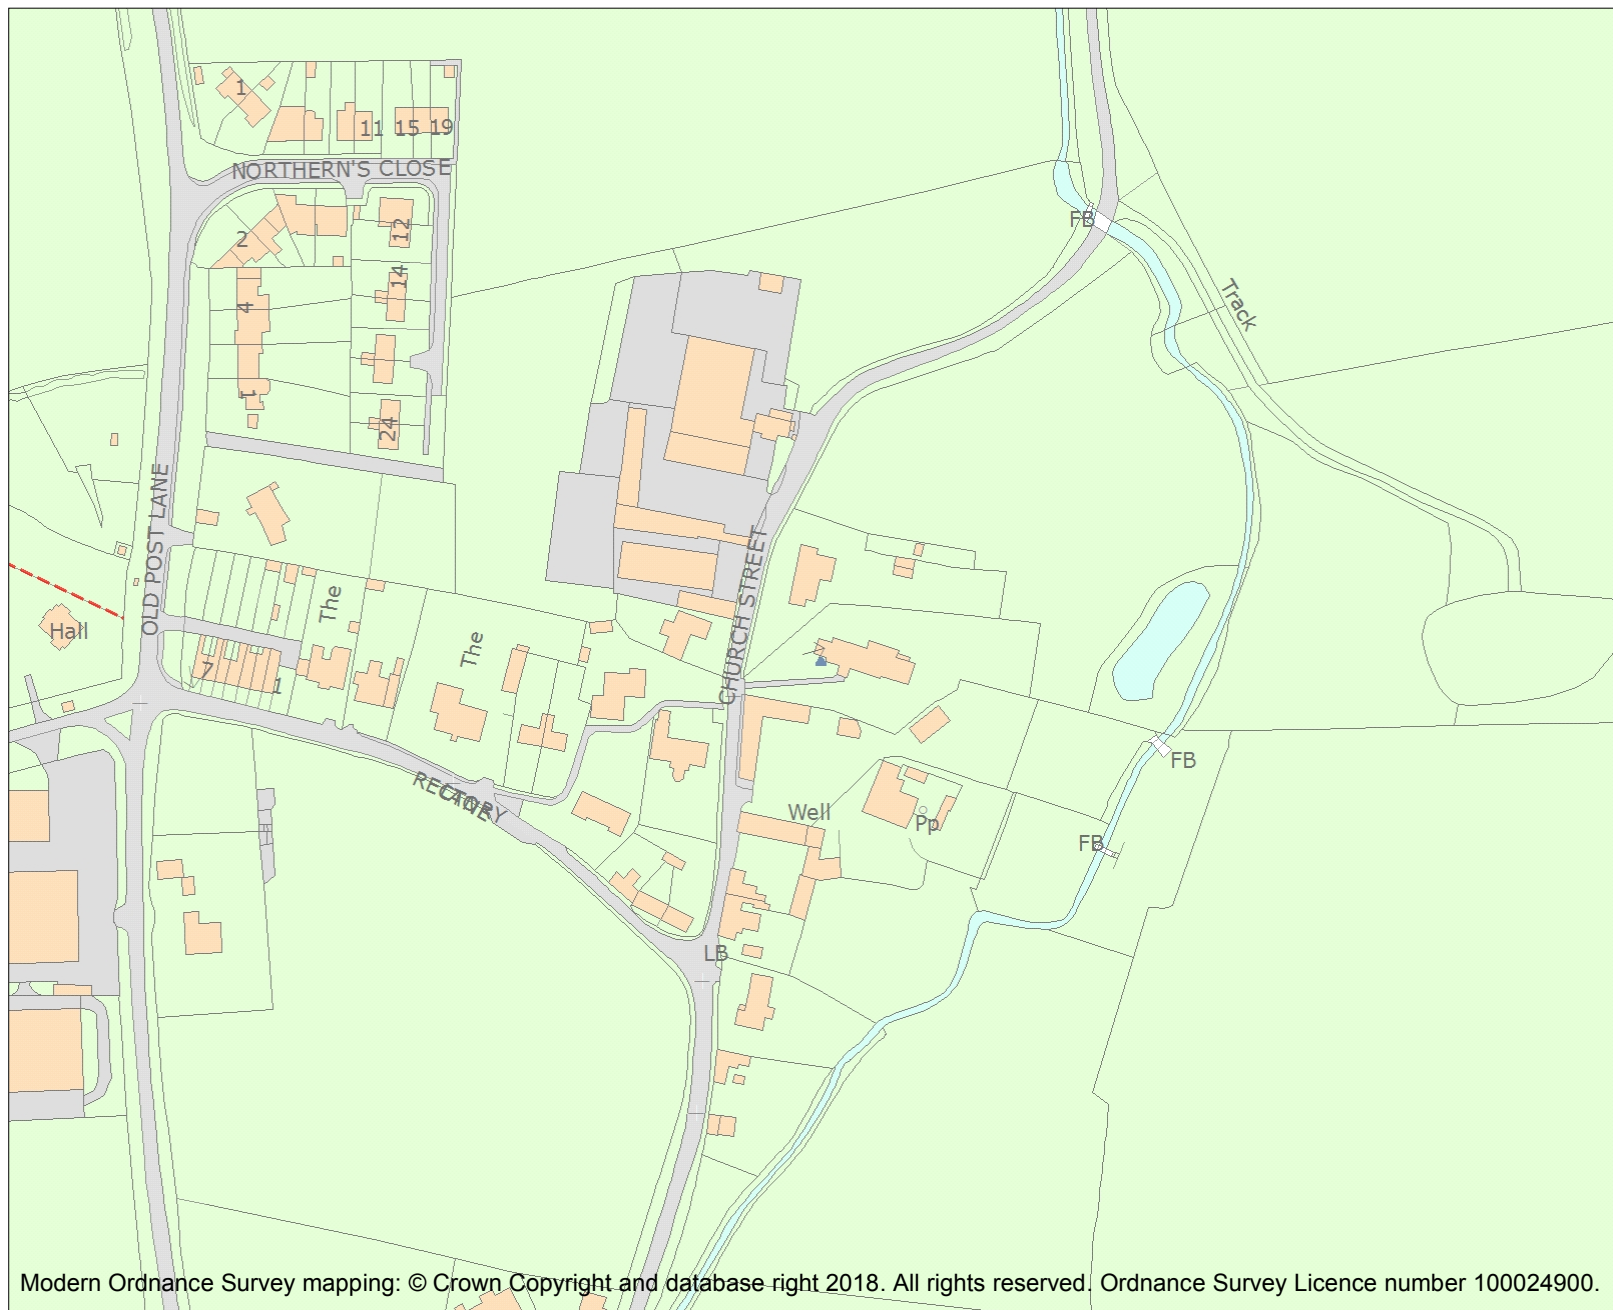 1
11
15
19
NORTHERN'S CLOSE
FB
12
2
14
Track
4
1
24
OLD POST LANE
CHURCH STREET
The
Hall
The
7
1
FB
RECTORY
LANE
Well
Pp
FB
LB
Modern Ordnance Survey mapping: © Crown Copyright and database right 2018. All rights reserved. Ordnance Survey Licence number 100024900.